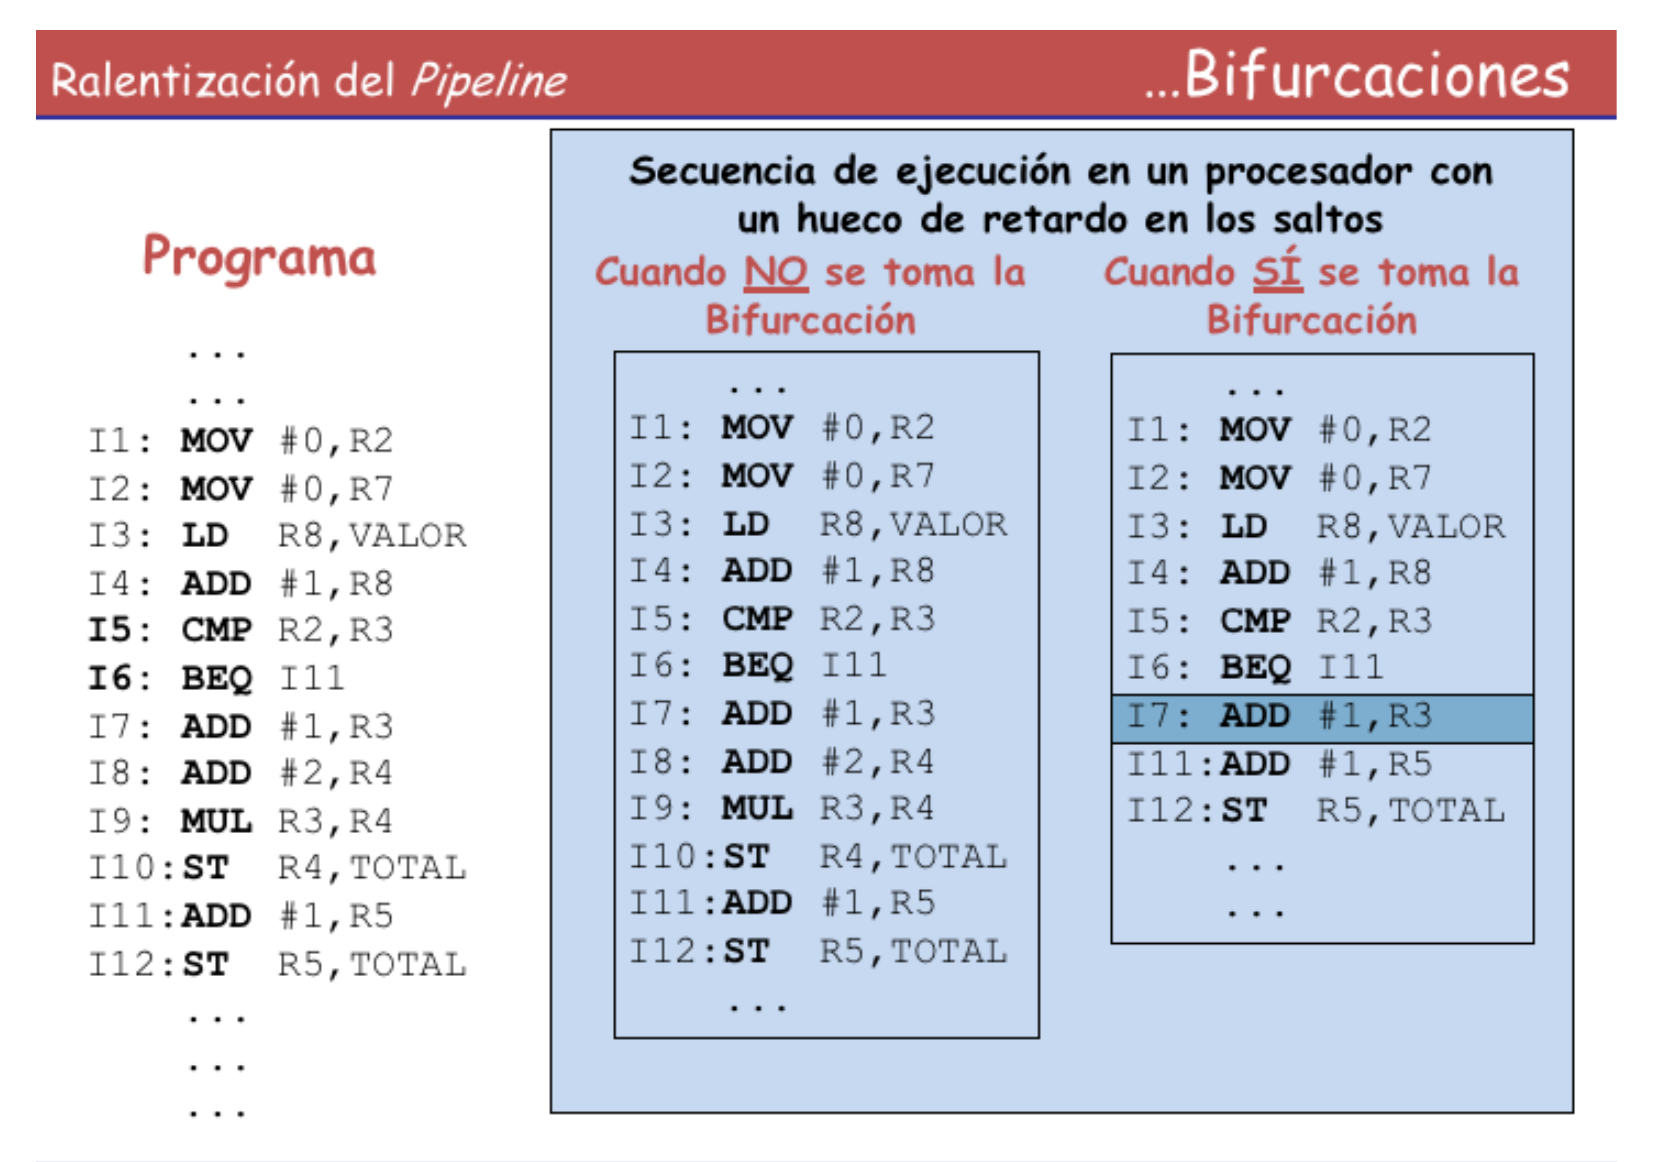 Ralentización del Pipeline
...Bifurcaciones
Programa
...
...
I1: MOV #0,R2
I2: MOV #0,R7
I3: LD R8,VALOR
I4: ADD #1,R8
I5: CMP R2,R3
I6: BEQ I11
I7: ADD #1,R3
I8: ADD #2,R4
I9: MUL R3,R4
I10:ST R4,TOTAL
I11:ADD #1,R5
I12:ST R5,TOTAL
...
...
...
Secuencia de ejecución en un procesador con
un hueco de retardo en los saltos
Cuando NO se toma la
Bifurcación
...
I1: MOV #0,R2
I2: MOV #0,R7
I3: LD R8,VALOR
I4: ADD #1,R8
I5: CMP R2,R3
I6: BEQ I11
I7: ADD #1,R3
I8: ADD #2,R4
I9: MUL R3,R4
I10:ST R4,TOTAL
I11:ADD #1,R5
I12:ST R5,TOTAL
...
Cuando SÍ se toma la
Bifurcación
...
I1: MOV #0,R2
I2: MOV #0,R7
I3: LD R8,VALOR
I4: ADD #1,R8
I5: CMP R2,R3
I6: BEQ I11
I7: ADD #1,R3
I11:ADD #1,R5
I12:ST R5,TOTAL
...
...